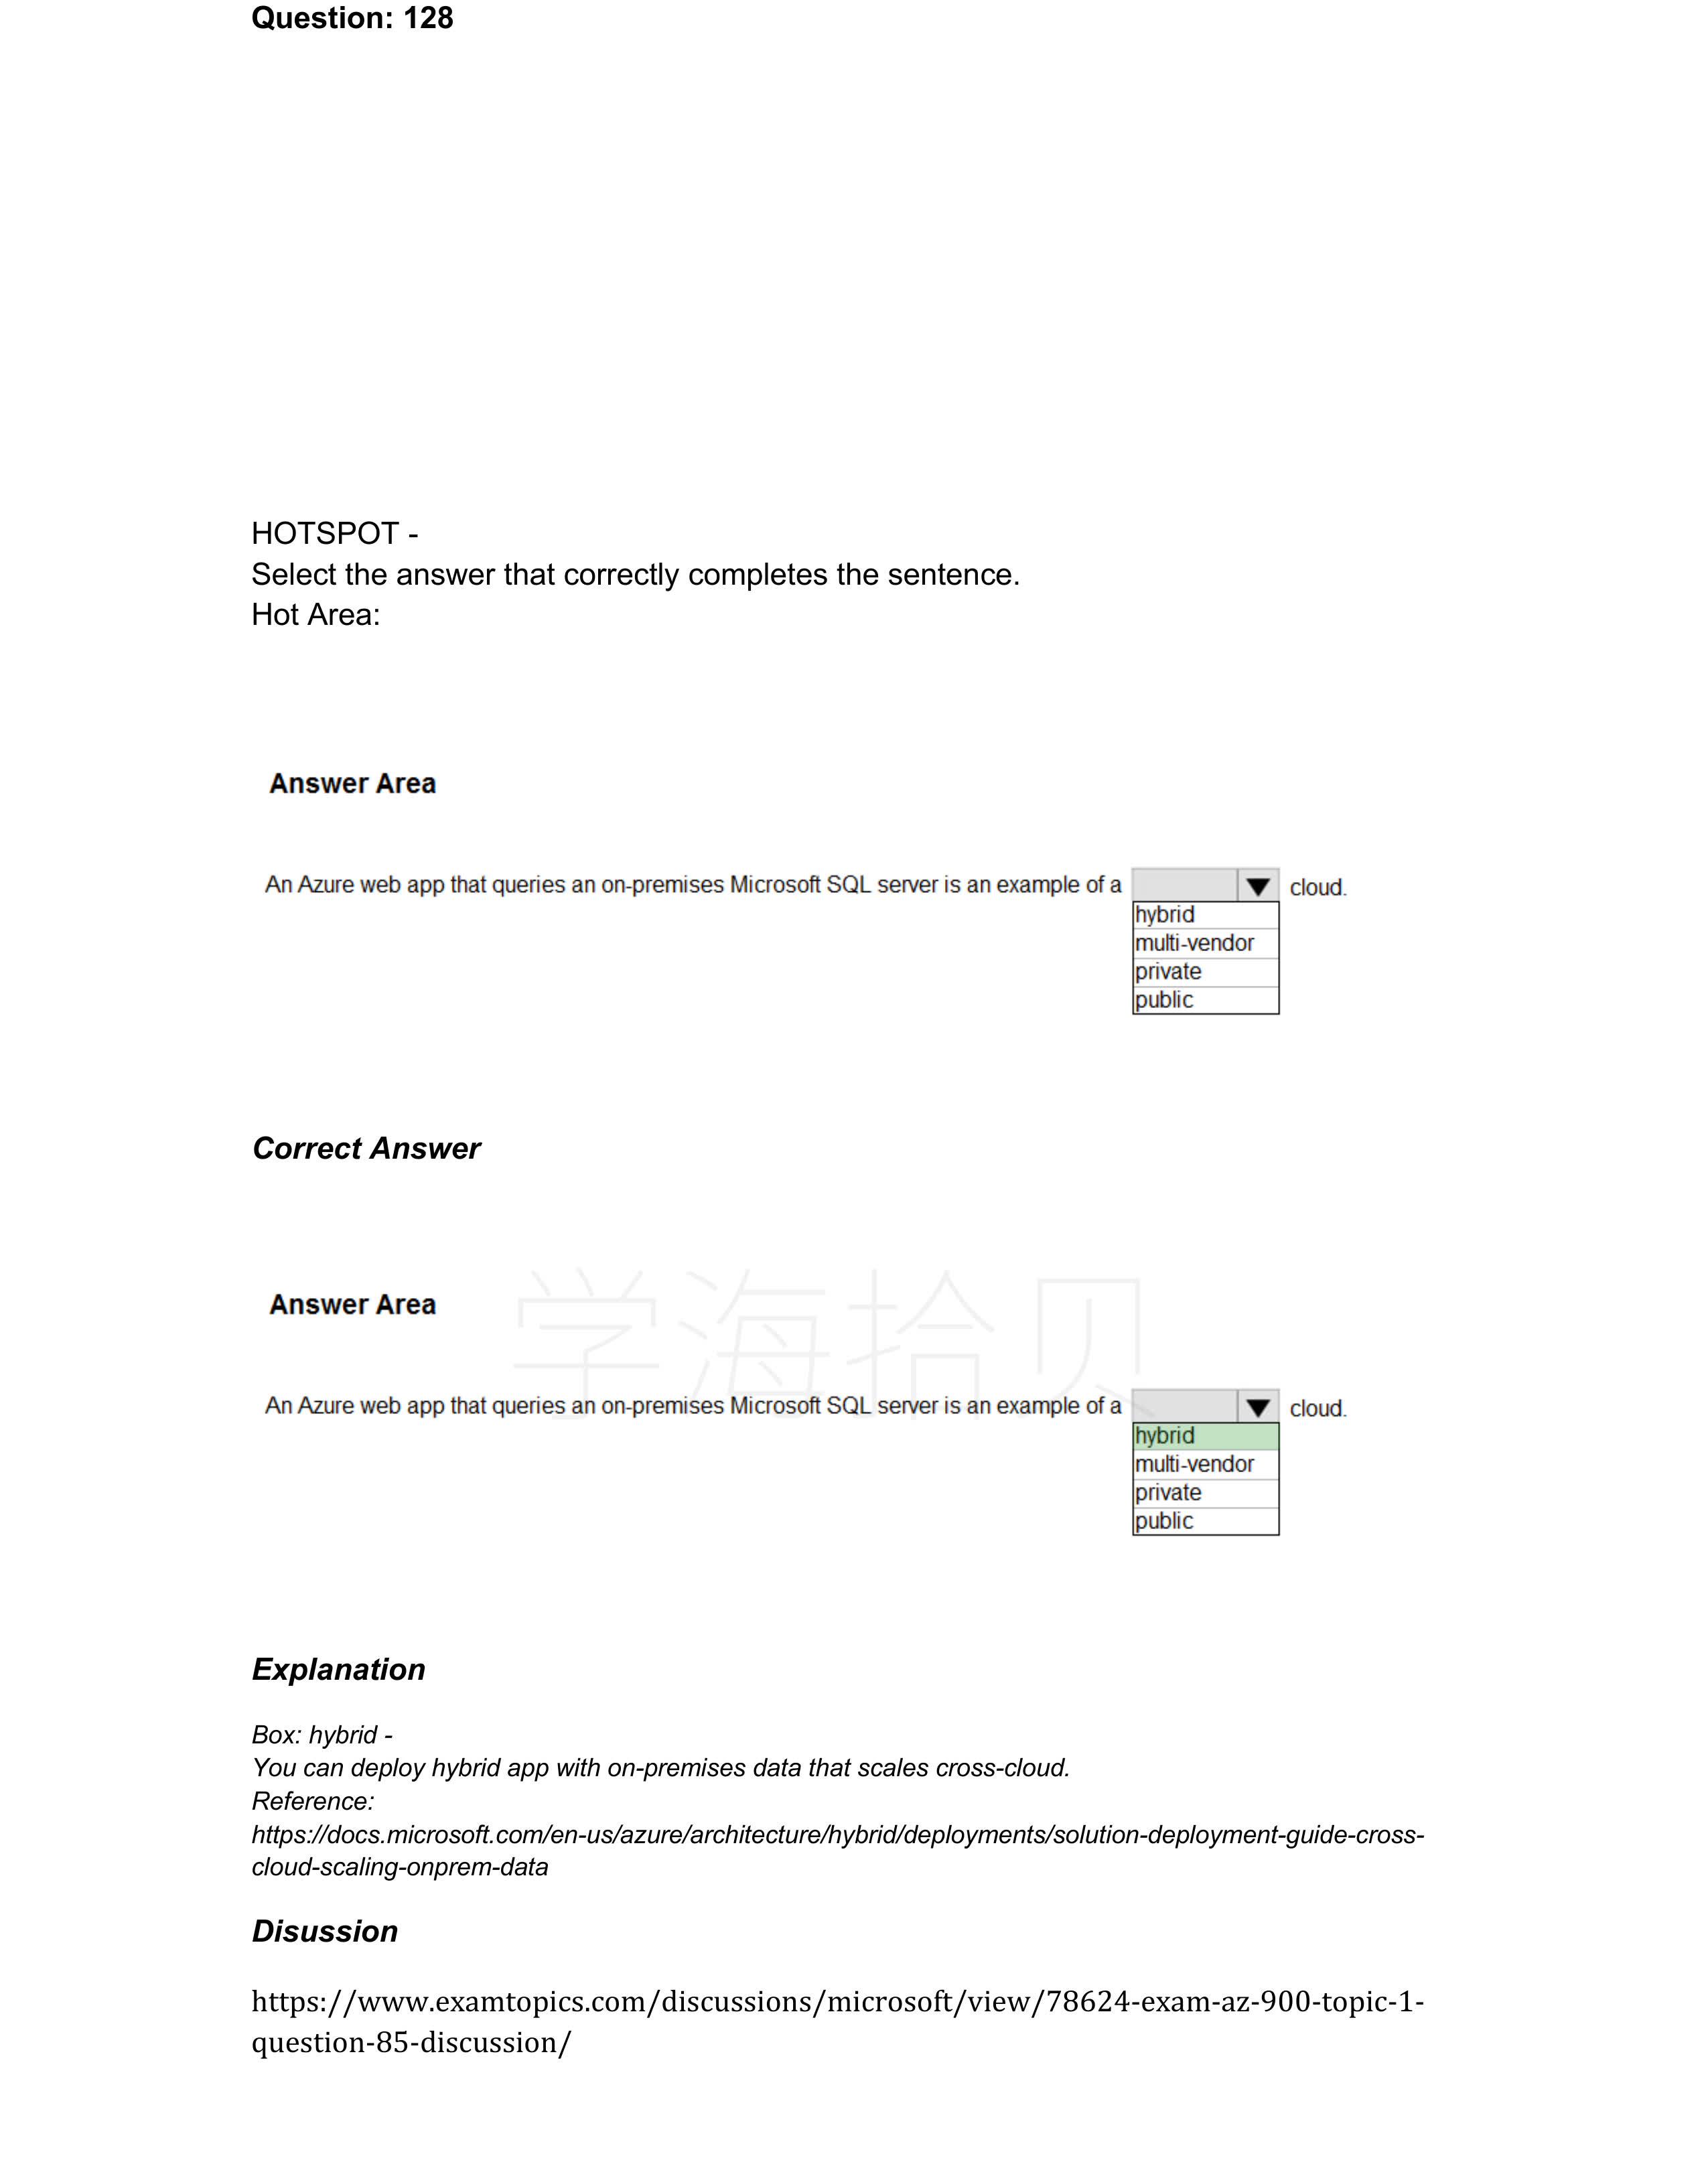 Question: 128
HOTSPOT -
Select the answer that correctly completes the sentence.
Hot Area:
Answer Area
An Azure web app that queries an on-premises Microsoft SQL server is an example of a cloud.
hybrid
multi-vendor
private
public
Correct Answer
学海拾贝
Answer Area
An Azure web app that queries an on-premises Microsoft SQL server is an example of a cloud.
hybrid
multi-vendor
private
public
Explanation
Box: hybrid -
You can deploy hybrid app with on-premises data that scales cross-cloud.
Reference:
https://docs.microsoft.com/en-us/azure/architecture/hybrid/deployments/solution-deployment-guide-cross-
cloud-scaling-onprem-data
Disussion
https://www.examtopics.com/discussions/microsoft/view/78624-exam-az-900-topic-1-
question-85-discussion/